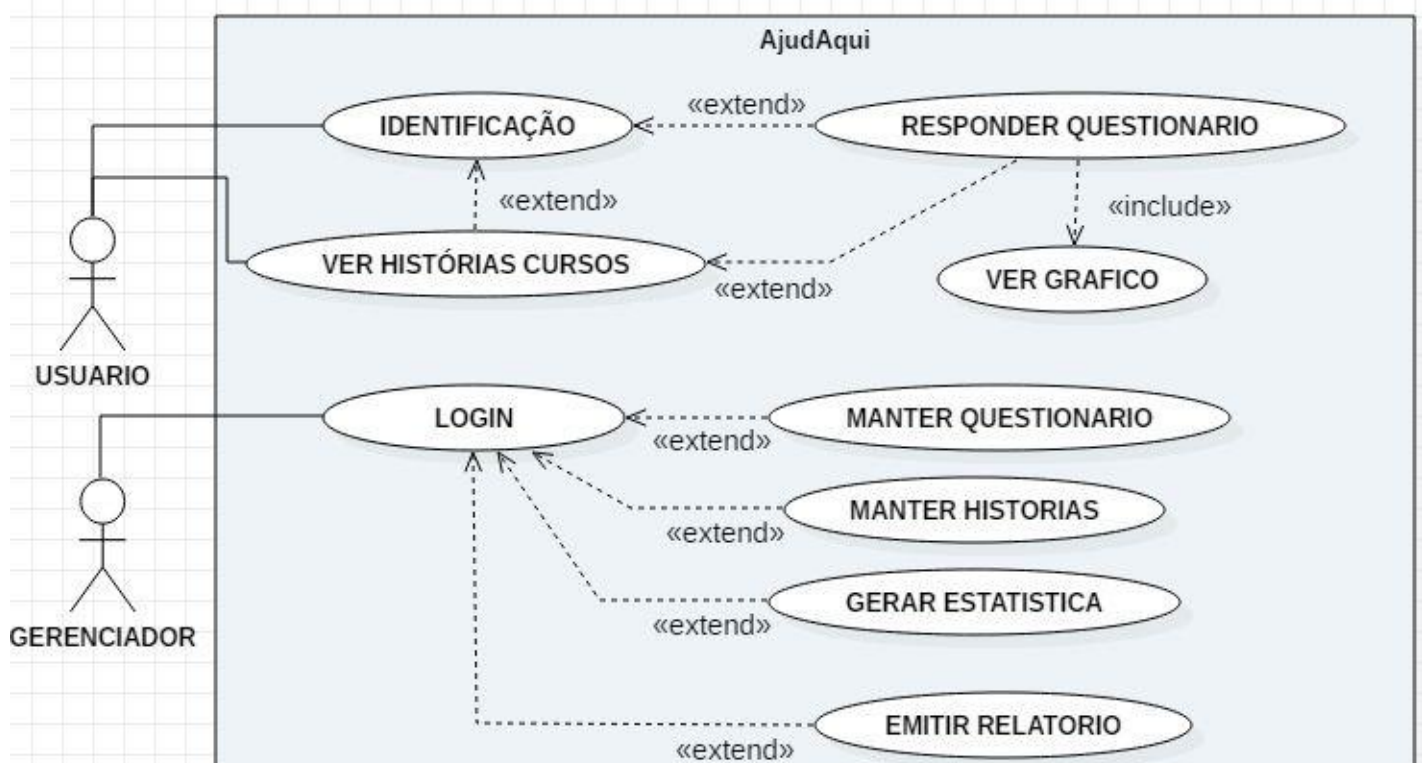 AjudAqui
«extend»
IDENTIFICAÇÃO
RESPONDER QUESTIONARIO
«extend»
«include»
VER HISTÓRIAS CURSOS
«extend»
VER GRAFICO
USUARIO
LOGIN
MANTER QUESTIONARIO
«extend»
MANTER HISTORIAS
«extend»
GERAR ESTATISTICA
«extend»
GERENCIADOR
EMITIR RELATORIO
«extend»